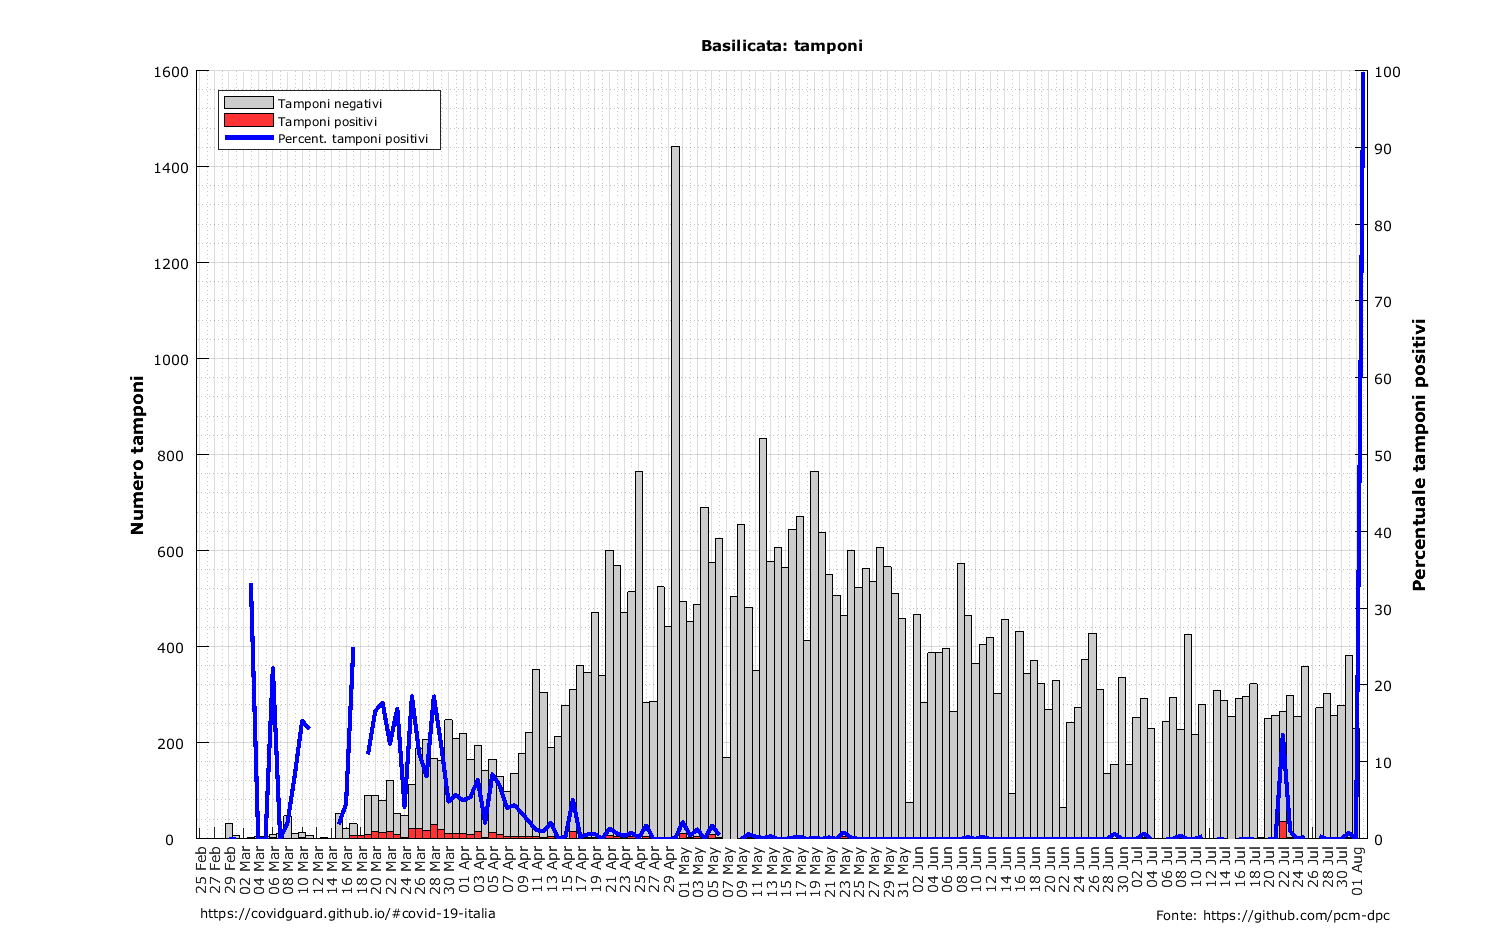 Basilicata: tamponi
Tamponi negativi
Tamponi positivi
Percent. tamponi positivi
Numero tamponi
1600
1400
1200
1000
800
600
400
200
0
Percentuale tamponi positivi
100
90
80
70
60
50
40
30
20
10
0
25 Feb
27 Feb
29 Feb
02 Mar
04 Mar
06 Mar
08 Mar
10 Mar
12 Mar
14 Mar
16 Mar
18 Mar
20 Mar
22 Mar
24 Mar
26 Mar
28 Mar
30 Mar
01 Apr
03 Apr
05 Apr
07 Apr
09 Apr
11 Apr
13 Apr
15 Apr
17 Apr
19 Apr
21 Apr
23 Apr
25 Apr
27 Apr
29 Apr
01 May
03 May
05 May
07 May
09 May
11 May
13 May
15 May
17 May
19 May
21 May
23 May
25 May
27 May
29 May
31 May
02 Jun
04 Jun
06 Jun
08 Jun
10 Jun
12 Jun
14 Jun
16 Jun
18 Jun
20 Jun
22 Jun
24 Jun
26 Jun
28 Jun
30 Jun
02 Jul
04 Jul
06 Jul
08 Jul
10 Jul
12 Jul
14 Jul
16 Jul
18 Jul
20 Jul
22 Jul
24 Jul
26 Jul
28 Jul
30 Jul
01 Aug
https://covidguard.github.io/#covid-19-italia
Fonte: https://github.com/pcm-dpc